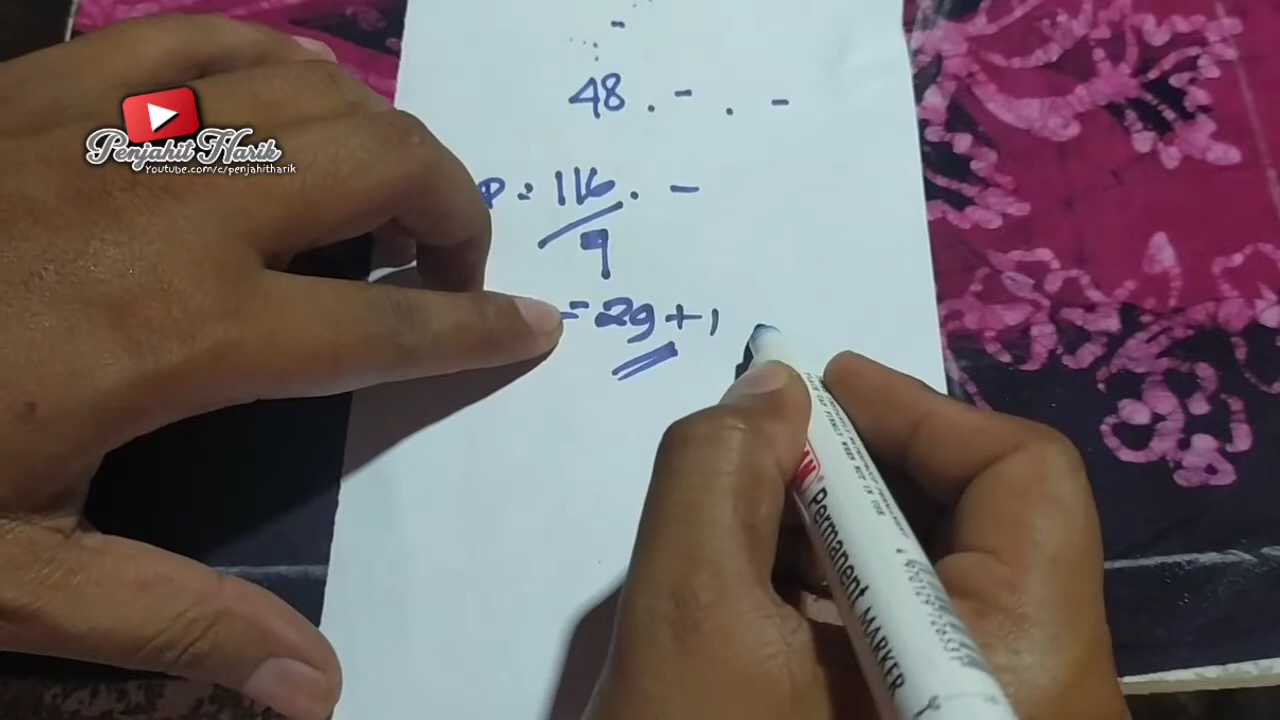 Penjahit Harik
Youtube.com/c/penjahitharik
-
48 . - . -
P = 116 . -
9
= 29 + 1
Permanent MARKER